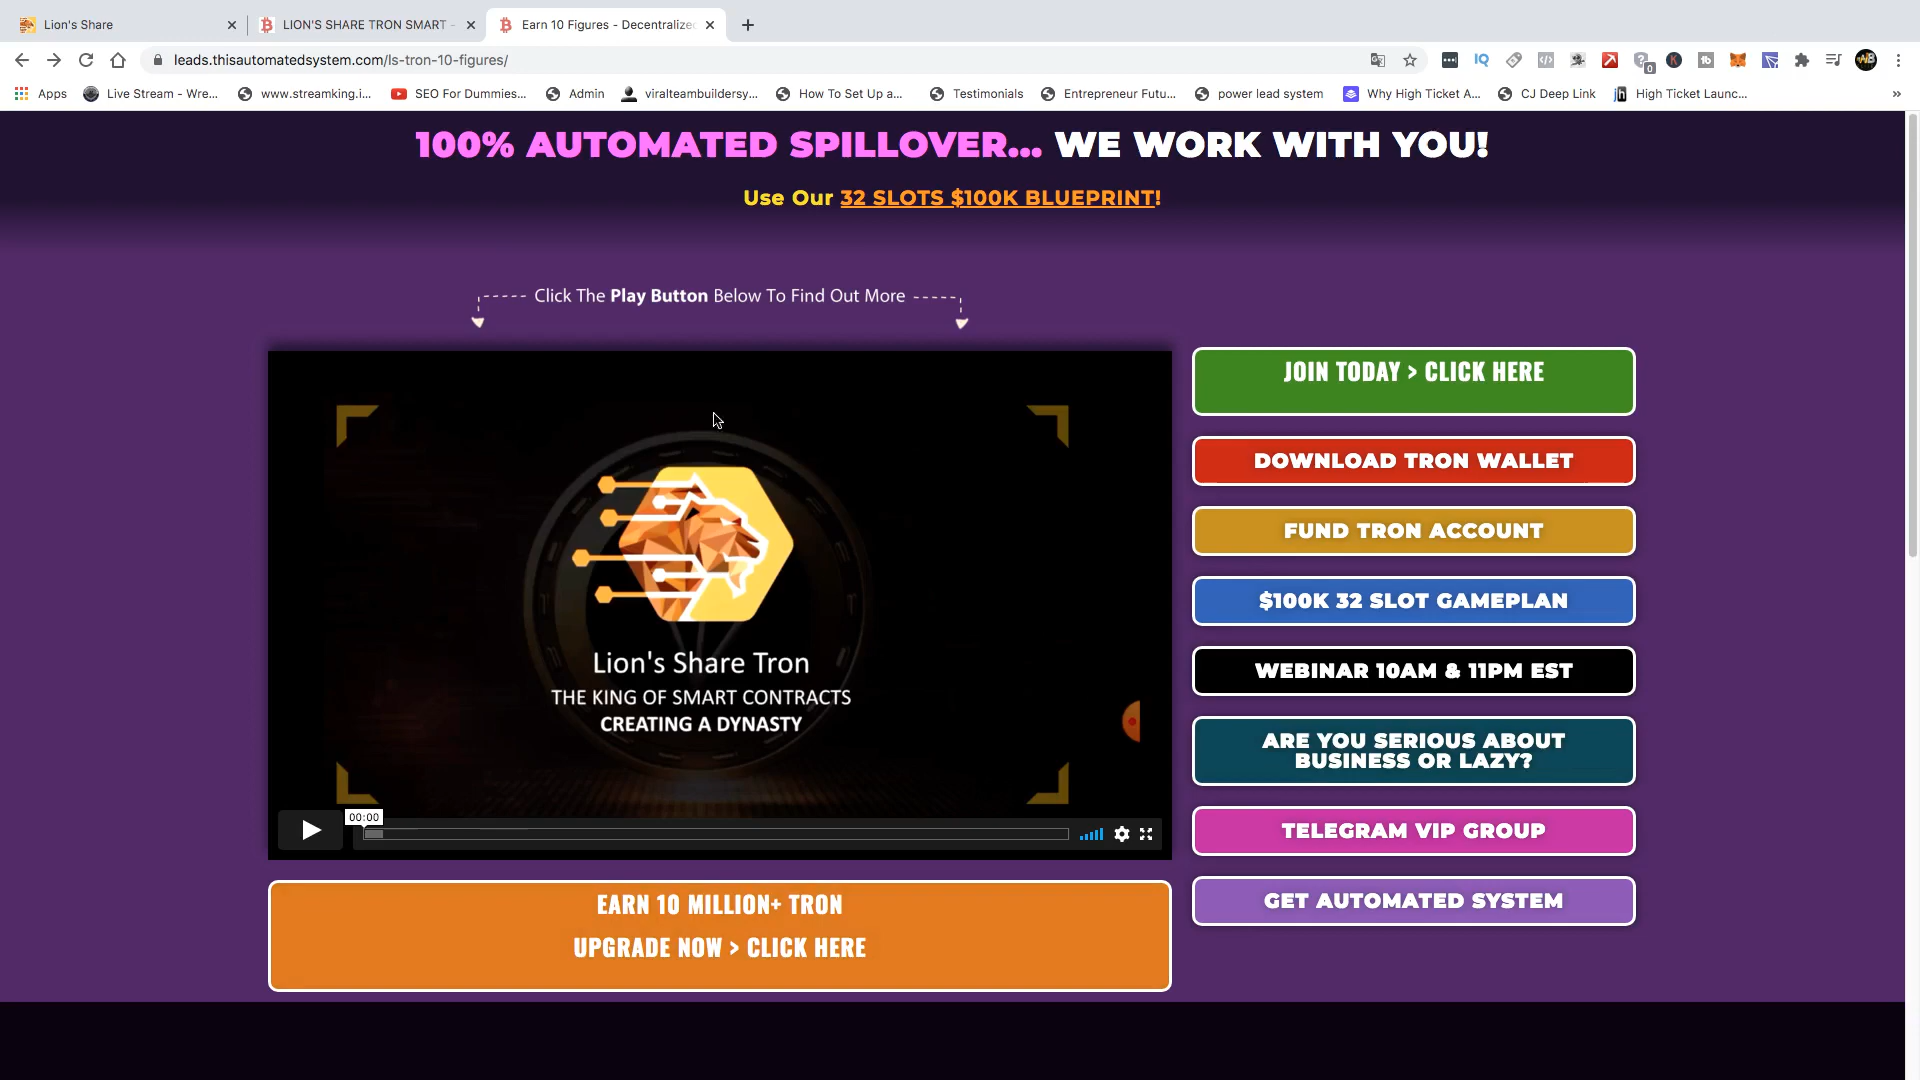 Lion's Share
LION'S SHARE TRON SMART -
Earn 10 Figures - Decentralize
leads.thisautomatedsystem.com/ls-tron-10-figures/
IQ
0
K
tb
Apps
Live Stream - Wre...
www.streamking.i...
SEO For Dummies...
Admin
viralteambuildersy...
How To Set Up a...
Testimonials
Entrepreneur Futu...
power lead system
Why High Ticket A...
CJ Deep Link
High Ticket Launc...
»
100% AUTOMATED SPILLOVER... WE WORK WITH YOU!
Use Our 32 SLOTS $100K BLUEPRINT!
Click The Play Button Below To Find Out More
Lion's Share Tron
THE KING OF SMART CONTRACTS
CREATING A DYNASTY
00:00
EARN 10 MILLION+ TRON
UPGRADE NOW > CLICK HERE
JOIN TODAY > CLICK HERE
DOWNLOAD TRON WALLET
FUND TRON ACCOUNT
$100K 32 SLOT GAMEPLAN
WEBINAR 10AM & 11PM EST
ARE YOU SERIOUS ABOUT
BUSINESS OR LAZY?
TELEGRAM VIP GROUP
GET AUTOMATED SYSTEM